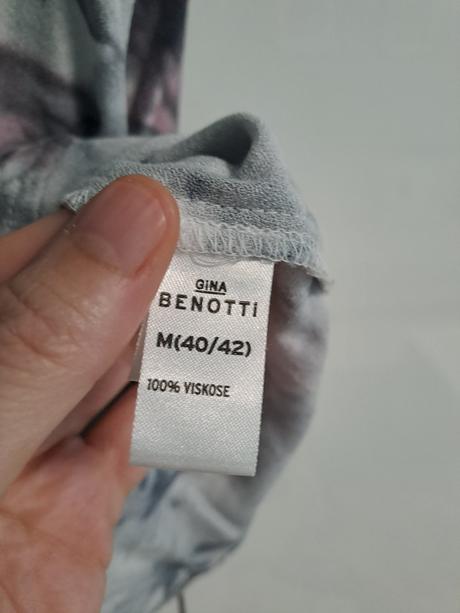 GiNA
BENOTTi
M(40/42)
100% VISKOSE